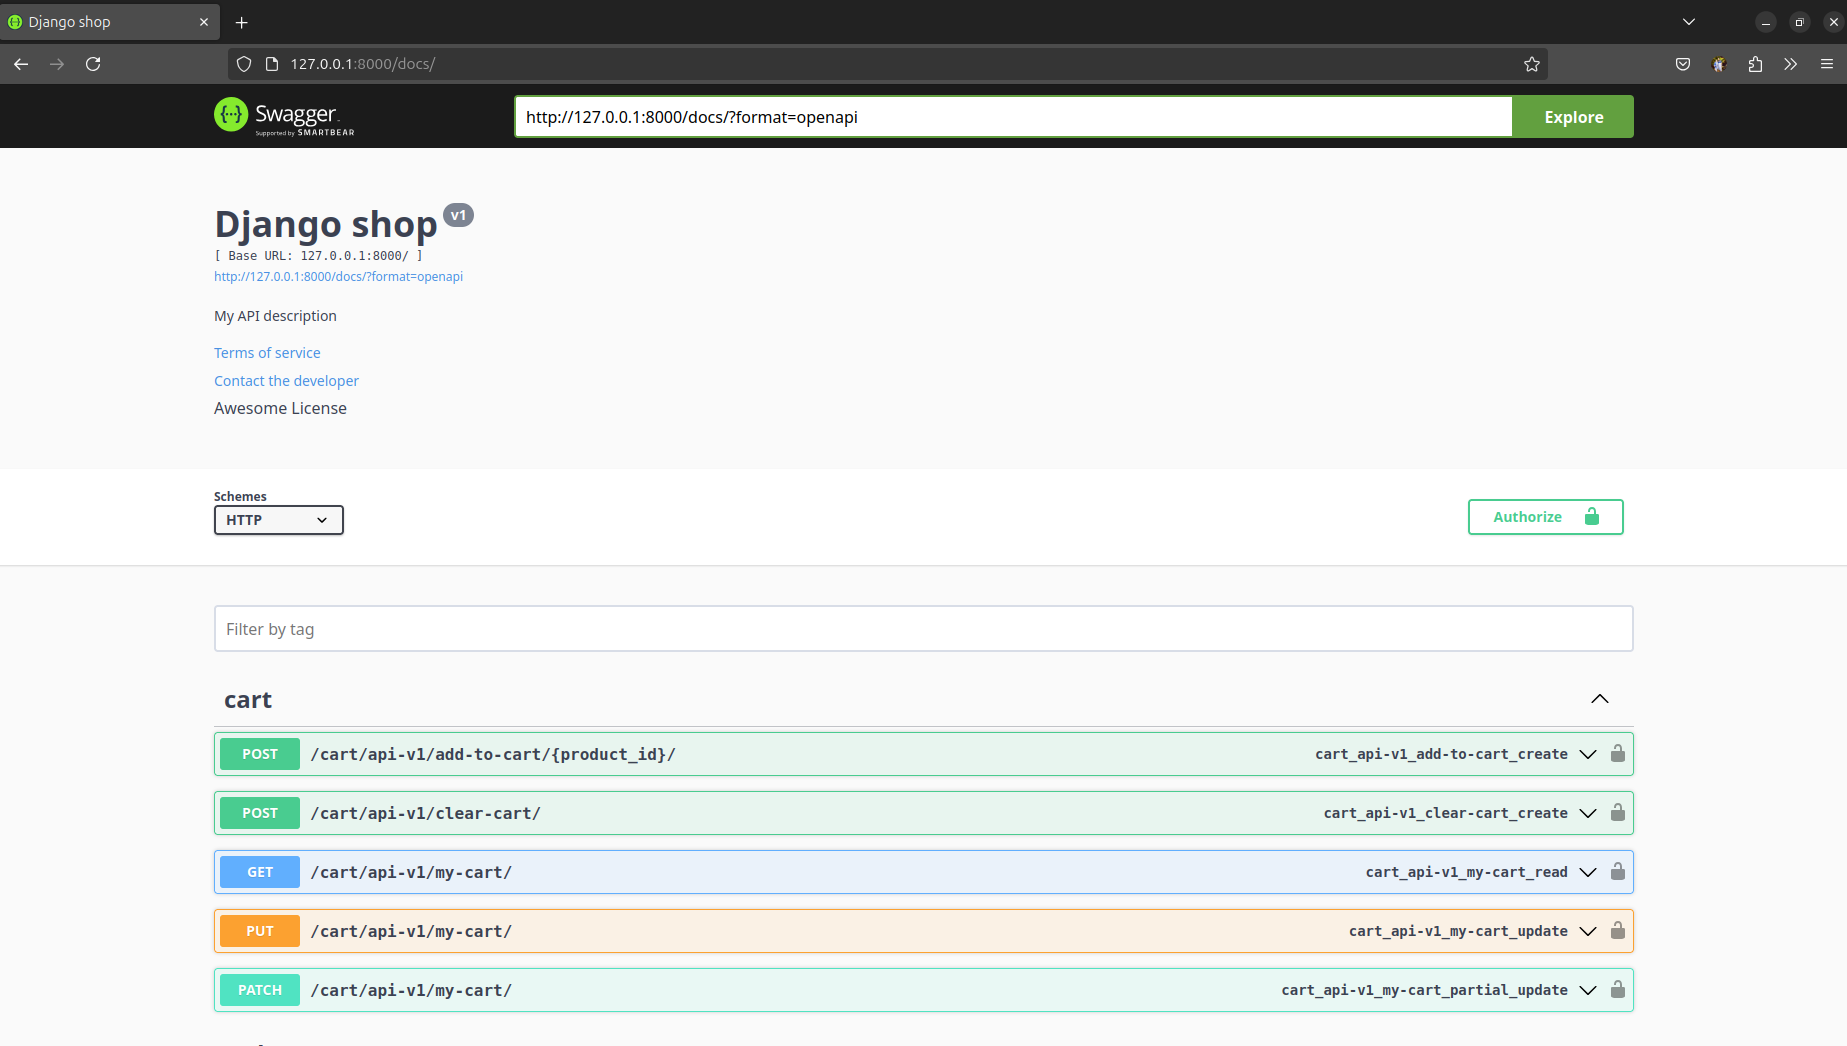 Django shop
127.0.0.1:8000/docs/
Swagger
Supported by SMARTBEAR
http://127.0.0.1:8000/docs/?format=openapi
Explore
Django shop v1
[ Base URL: 127.0.0.1:8000/ ]
http://127.0.0.1:8000/docs/?format=openapi
My API description
Terms of service
Contact the developer
Awesome License
Schemes
HTTP
Authorize
Filter by tag
cart
POST /cart/api-v1/add-to-cart/{product_id}/ cart_api-v1_add-to-cart_create
POST /cart/api-v1/clear-cart/ cart_api-v1_clear-cart_create
GET /cart/api-v1/my-cart/ cart_api-v1_my-cart_read
PUT /cart/api-v1/my-cart/ cart_api-v1_my-cart_update
PATCH /cart/api-v1/my-cart/ cart_api-v1_my-cart_partial_update